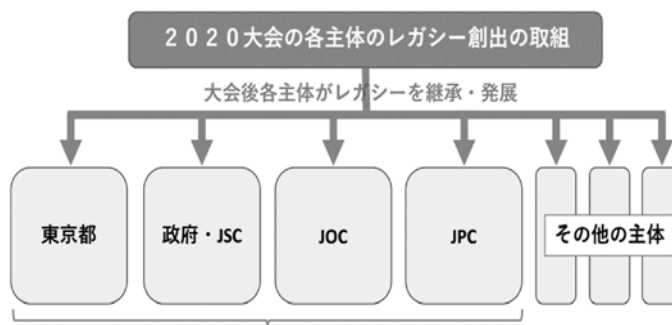 ２０２０大会の各主体のレガシー創出の取組
大会後各主体がレガシーを継承・発展
東京都
政府・JSC
JOC
JPC
その他の主体